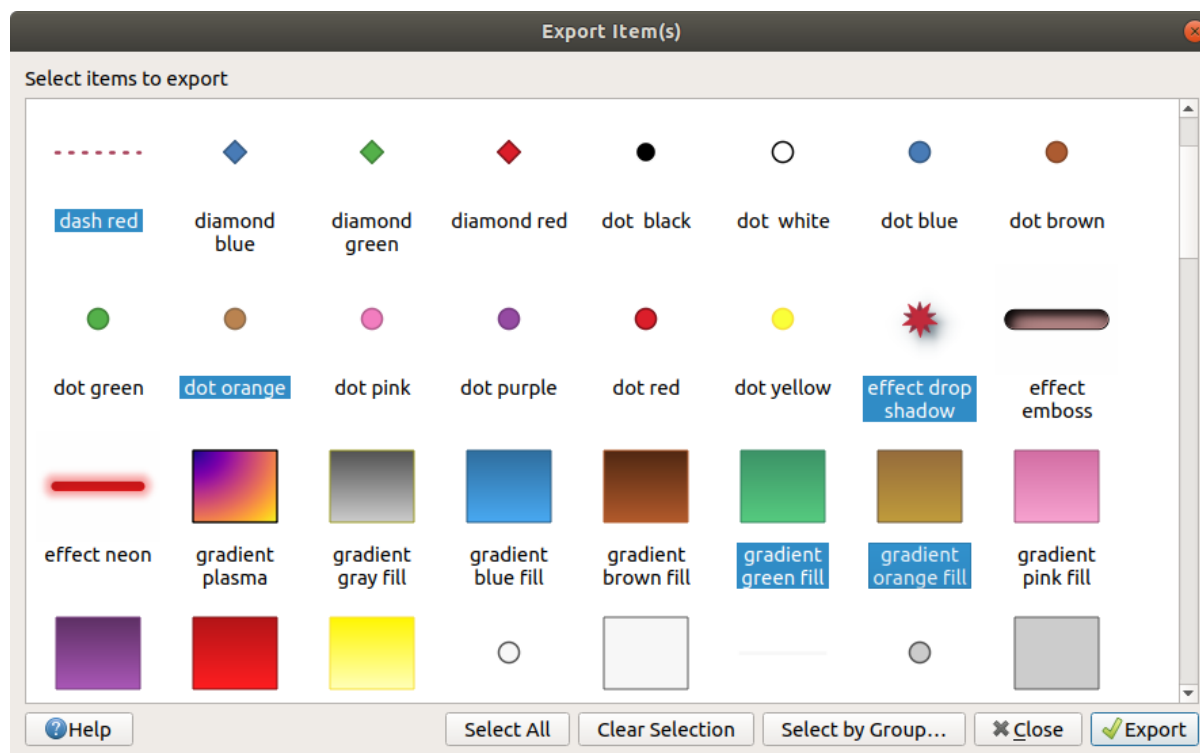 Export Item(s)
Select items to export
dash red
diamond blue
diamond green
diamond red
dot  black
dot  white
dot blue
dot brown
dot green
dot orange
dot pink
dot purple
dot red
dot yellow
effect drop shadow
effect emboss
effect neon
gradient plasma
gradient gray fill
gradient blue fill
gradient brown fill
gradient green fill
gradient orange fill
gradient pink fill
Help
Select All
Clear Selection
Select by Group...
Close
Export